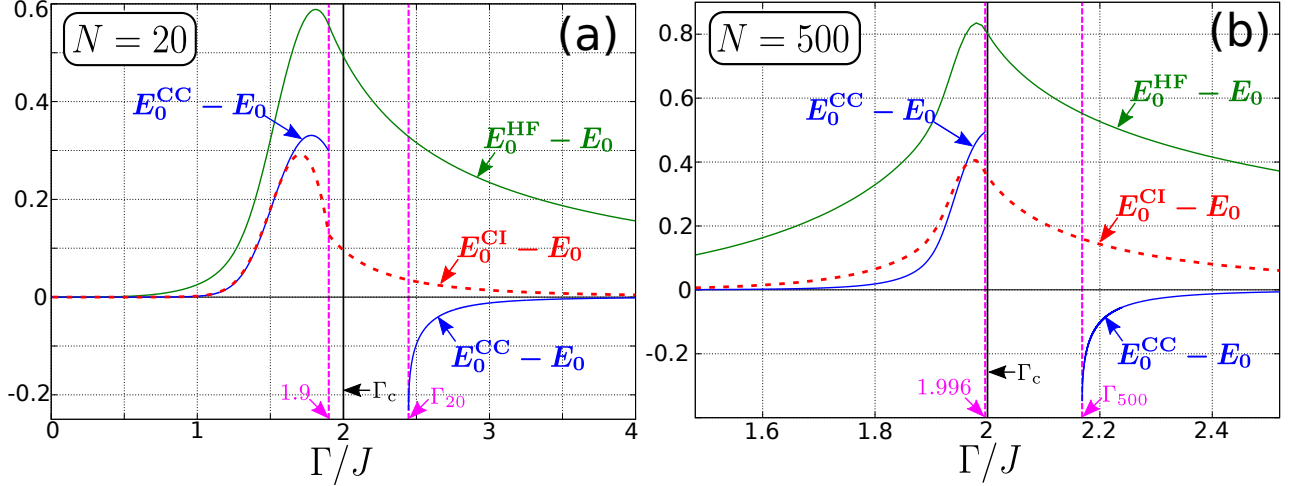 N = 20
(a)
0.6
0.4
0.2
0
-0.2
E₀^CC − E₀
E₀^HF − E₀
E₀^CI − E₀
E₀^CC − E₀
1.9
Γc
Γ₂₀
0 1 2 3 4
Γ/J
N = 500
(b)
0.8
0.6
0.4
0.2
0
-0.2
E₀^CC − E₀
E₀^HF − E₀
E₀^CI − E₀
E₀^CC − E₀
1.996
Γc
Γ₅₀₀
1.6 1.8 2 2.2 2.4
Γ/J